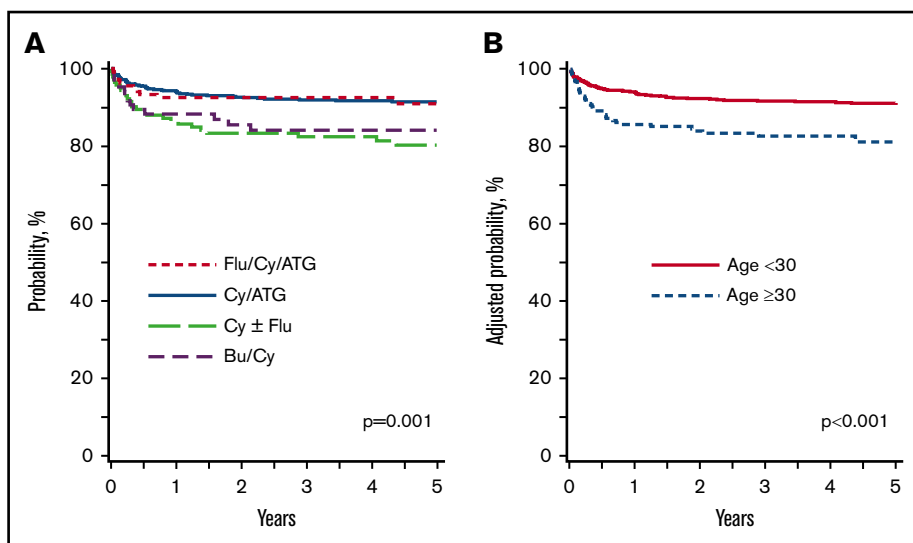 A
Probability, %
100
80
60
40
20
0
Flu/Cy/ATG
Cy/ATG
Cy ± Flu
Bu/Cy
p=0.001
0 1 2 3 4 5
Years
B
Adjusted probability, %
100
80
60
40
20
0
Age <30
Age ≥30
p<0.001
0 1 2 3 4 5
Years